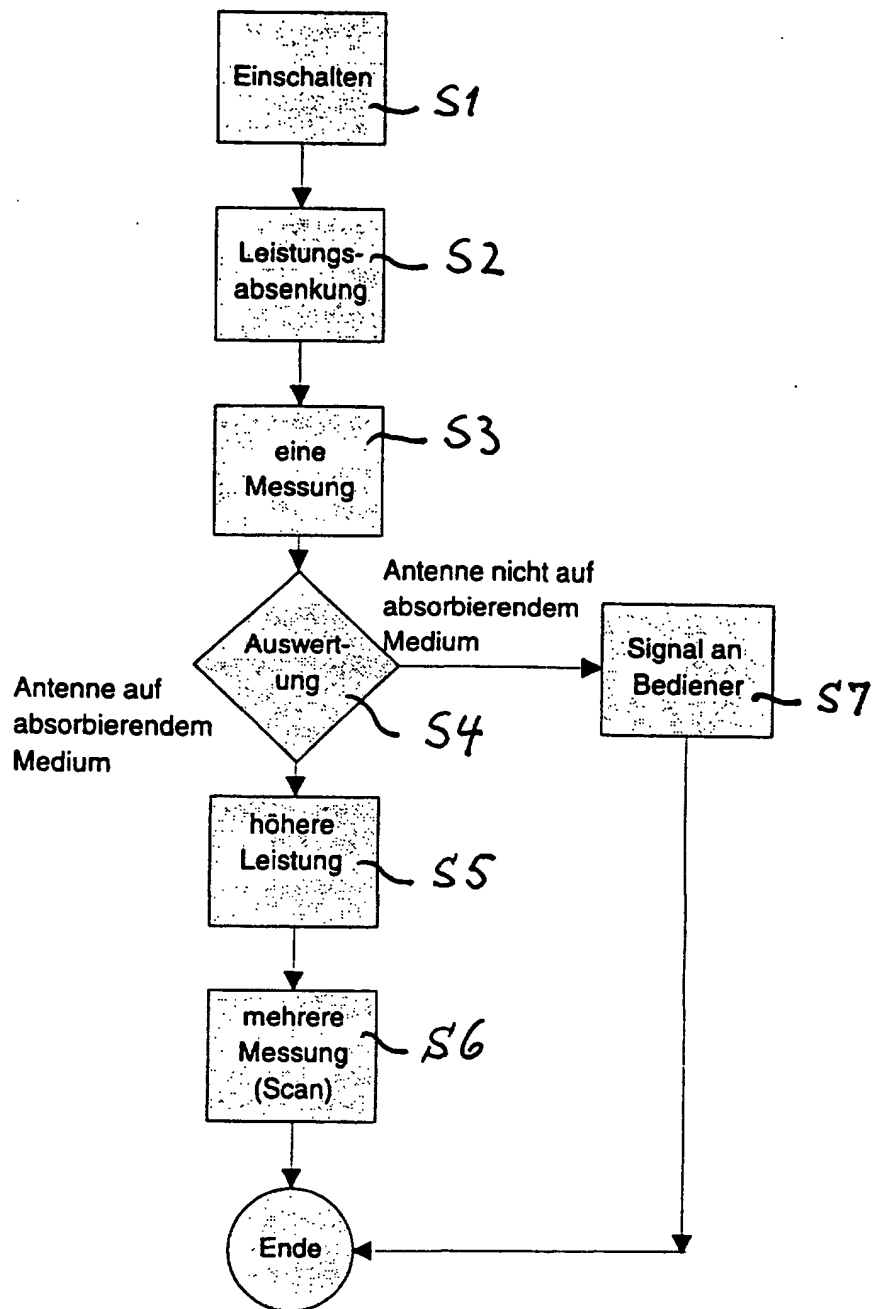 Einschalten
S1
Leistungs-
absenkung
S2
eine
Messung
S3
Auswert-
ung
S4
Antenne nicht auf
absorbierendem
Medium
Signal an
Bediener
S7
Antenne auf
absorbierendem
Medium
höhere
Leistung
S5
mehrere
Messung
(Scan)
S6
Ende